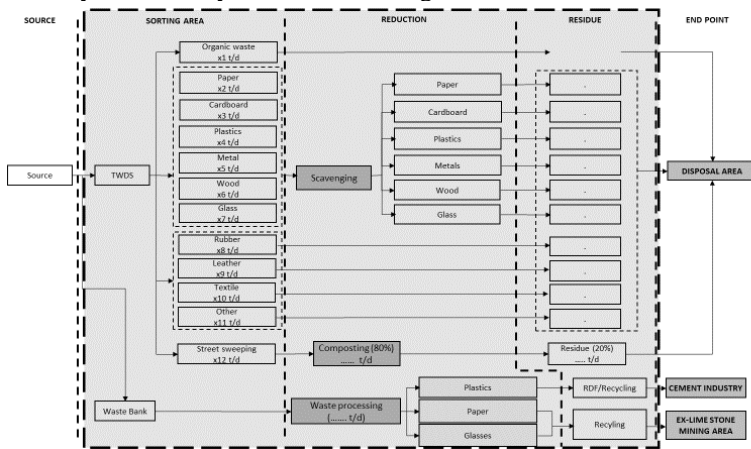 SOURCE
SORTING AREA
REDUCTION
RESIDUE
END POINT
Organic waste
x1 t/d
Paper
x2 t/d
Cardboard
x3 t/d
Plastics
x4 t/d
Metal
x5 t/d
Wood
x6 t/d
Glass
x7 t/d
Source
TWDS
Scavenging
Paper
Cardboard
Plastics
Metals
Wood
Glass
.
.
.
.
.
.
DISPOSAL AREA
Rubber
x8 t/d
Leather
x9 t/d
Textile
x10 t/d
Other
x11 t/d
.
.
.
.
Street sweeping
x12 t/d
Composting (80%)
...... t/d
Residue (20%)
..... t/d
Waste Bank
Waste processing
(....... t/d)
Plastics
Paper
Glasses
RDF/Recycling
Recyling
CEMENT INDUSTRY
EX-LIME STONE
MINING AREA